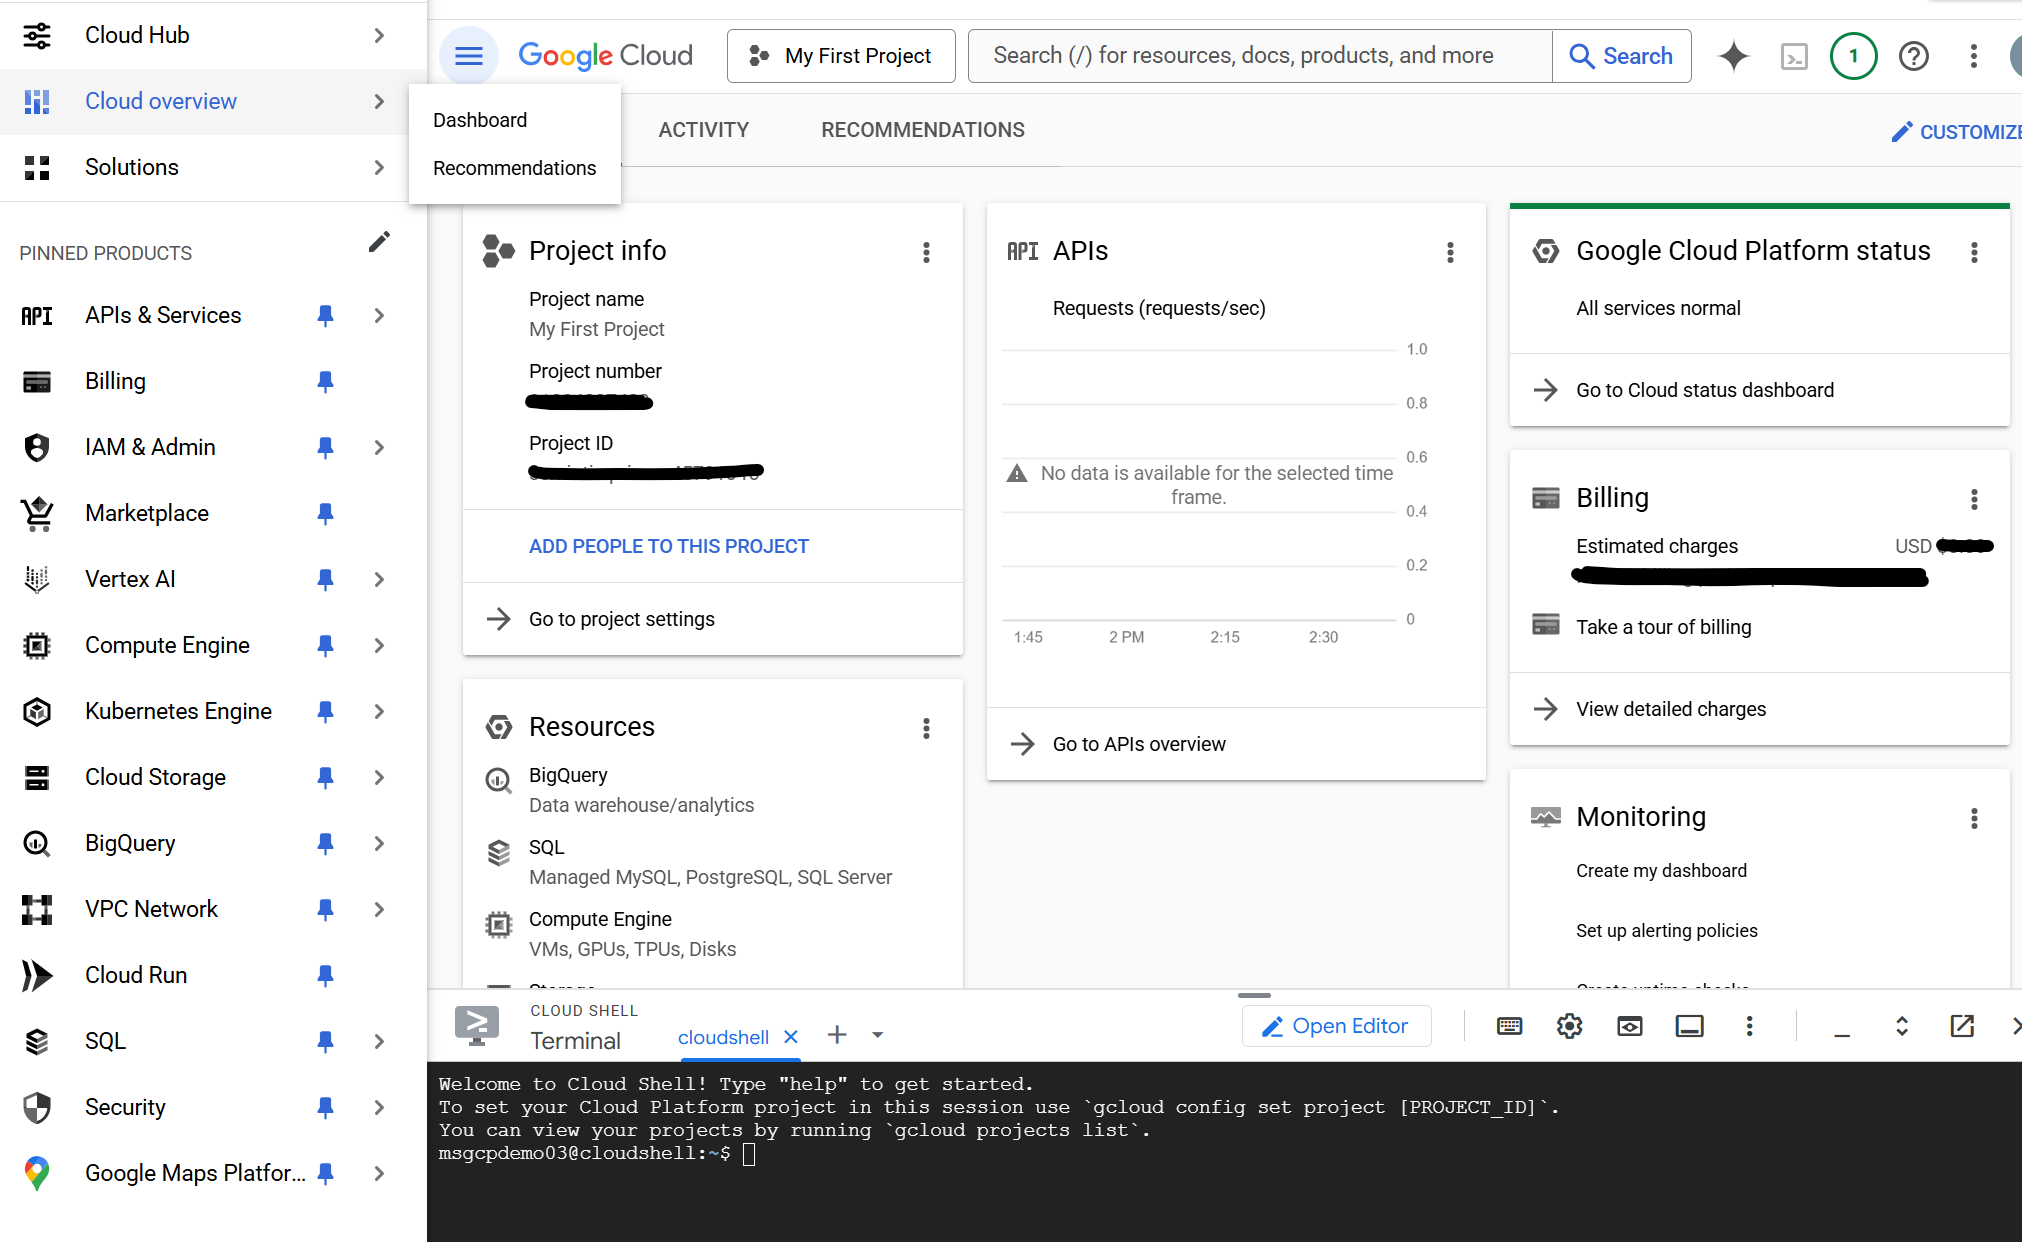 Cloud Hub
Cloud overview
Solutions
PINNED PRODUCTS
API APIs & Services
Billing
IAM & Admin
Marketplace
Vertex AI
Compute Engine
Kubernetes Engine
Cloud Storage
BigQuery
VPC Network
Cloud Run
SQL
Security
Google Maps Platfor...
Dashboard
Recommendations
Google Cloud
My First Project
Search (/) for resources, docs, products, and more
Search
1
ACTIVITY
RECOMMENDATIONS
CUSTOMIZE
Project info
Project name
My First Project
Project number
Project ID
ADD PEOPLE TO THIS PROJECT
Go to project settings
Resources
BigQuery
Data warehouse/analytics
SQL
Managed MySQL, PostgreSQL, SQL Server
Compute Engine
VMs, GPUs, TPUs, Disks
API APIs
Requests (requests/sec)
1.0
0.8
0.6
No data is available for the selected time
frame.
0.4
0.2
0
1:45 2 PM 2:15 2:30
Go to APIs overview
Google Cloud Platform status
All services normal
Go to Cloud status dashboard
Billing
Estimated charges USD
Take a tour of billing
View detailed charges
Monitoring
Create my dashboard
Set up alerting policies
CLOUD SHELL
Terminal
cloudshell
Open Editor
Welcome to Cloud Shell! Type "help" to get started.
To set your Cloud Platform project in this session use `gcloud config set project [PROJECT_ID]`.
You can view your projects by running `gcloud projects list`.
msgcpdemo03@cloudshell:~$